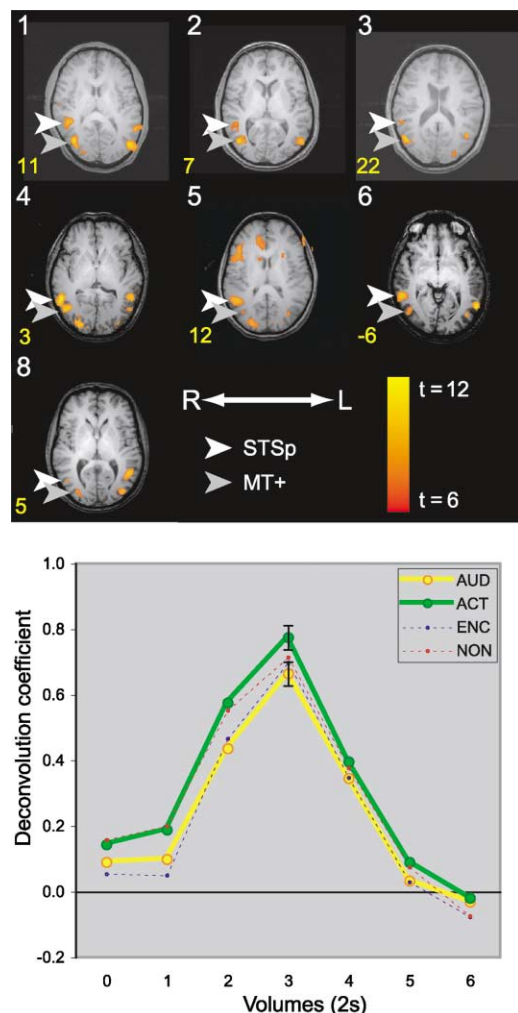 1 2 3
11 7 22
4 5 6
3 12 -6
8
R L
t = 12
STSp
MT+
5
t = 6
1.0
AUD
ACT
ENC
NON
0.8
0.6
0.4
0.2
0.0
-0.2
Deconvolution coefficient
0 1 2 3 4 5 6
Volumes (2s)